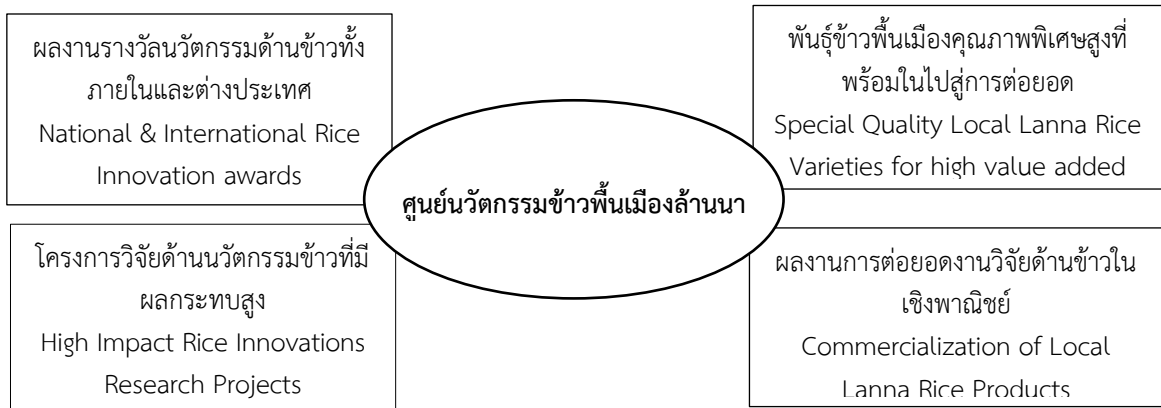 ผลงานรางวัลนวัตกรรมด้านข้าวทั้ง
ภายในและต่างประเทศ
National & International Rice
Innovation awards
พันธุ์ข้าวพื้นเมืองคุณภาพพิเศษสูงที่
พร้อมในไปสู่การต่อยอด
Special Quality Local Lanna Rice
Varieties for high value added
ศูนย์นวัตกรรมข้าวพื้นเมืองล้านนา
โครงการวิจัยด้านนวัตกรรมข้าวที่มี
ผลกระทบสูง
High Impact Rice Innovations
Research Projects
ผลงานการต่อยอดงานวิจัยด้านข้าวใน
เชิงพาณิชย์
Commercialization of Local
Lanna Rice Products